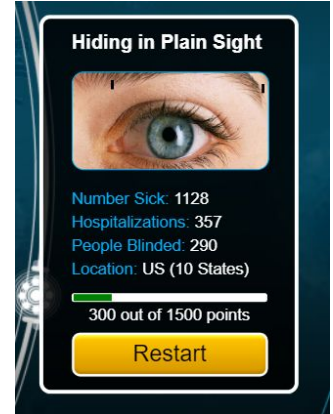 Hiding in Plain Sight
Number Sick: 1128
Hospitalizations: 357
People Blinded: 290
Location: US (10 States)
300 out of 1500 points
Restart